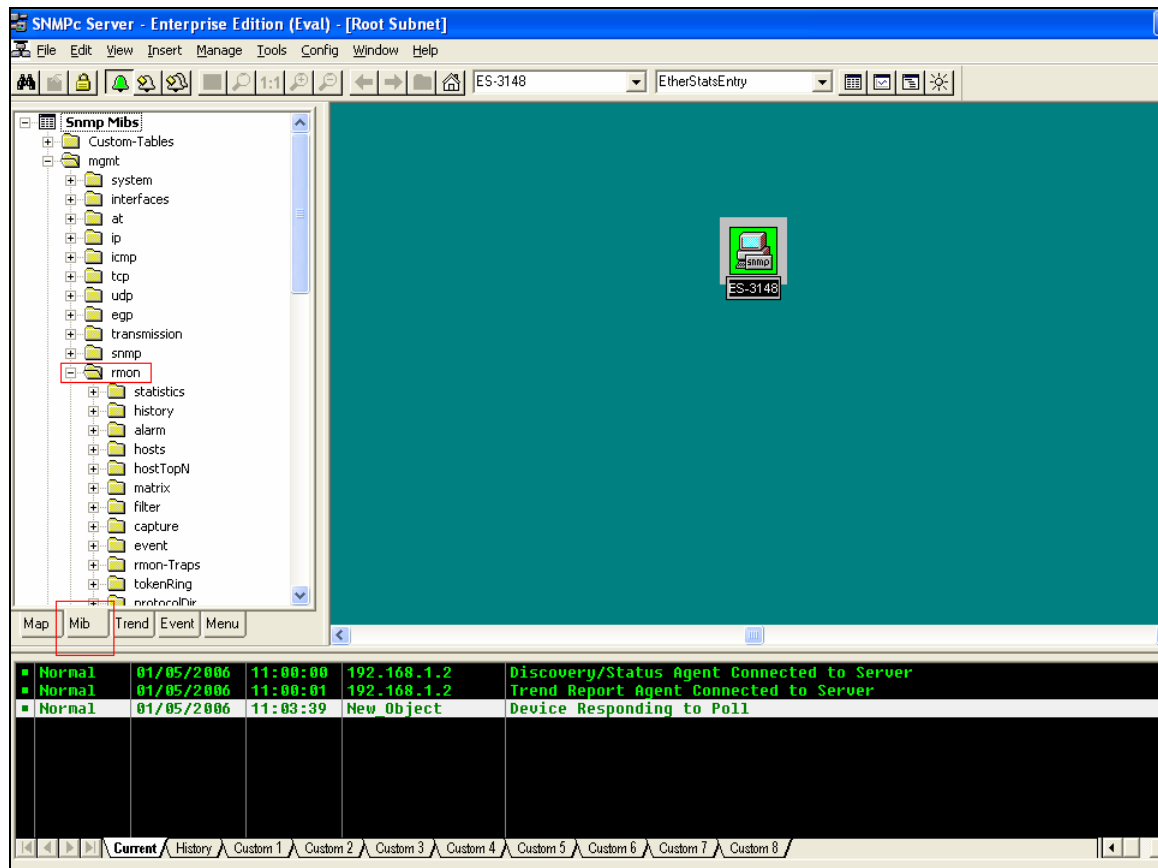 SNMPc Server - Enterprise Edition (Eval) - [Root Subnet]
File Edit View Insert Manage Tools Config Window Help
1:1 ES-3148 EtherStatsEntry
Snmp Mibs
Custom-Tables
mgmt
system
interfaces
at
ip
icmp
tcp
udp
egp
transmission
snmp
rmon
statistics
history
alarm
hosts
hostTopN
matrix
filter
capture
event
rmon-Traps
tokenRing
protocolDir
snmp
ES-3148
Map Mib Trend Event Menu
Normal 01/05/2006 11:00:00 192.168.1.2 Discovery/Status Agent Connected to Server
Normal 01/05/2006 11:00:01 192.168.1.2 Trend Report Agent Connected to Server
Normal 01/05/2006 11:03:39 New_Object Device Responding to Poll
Current History Custom 1 Custom 2 Custom 3 Custom 4 Custom 5 Custom 6 Custom 7 Custom 8